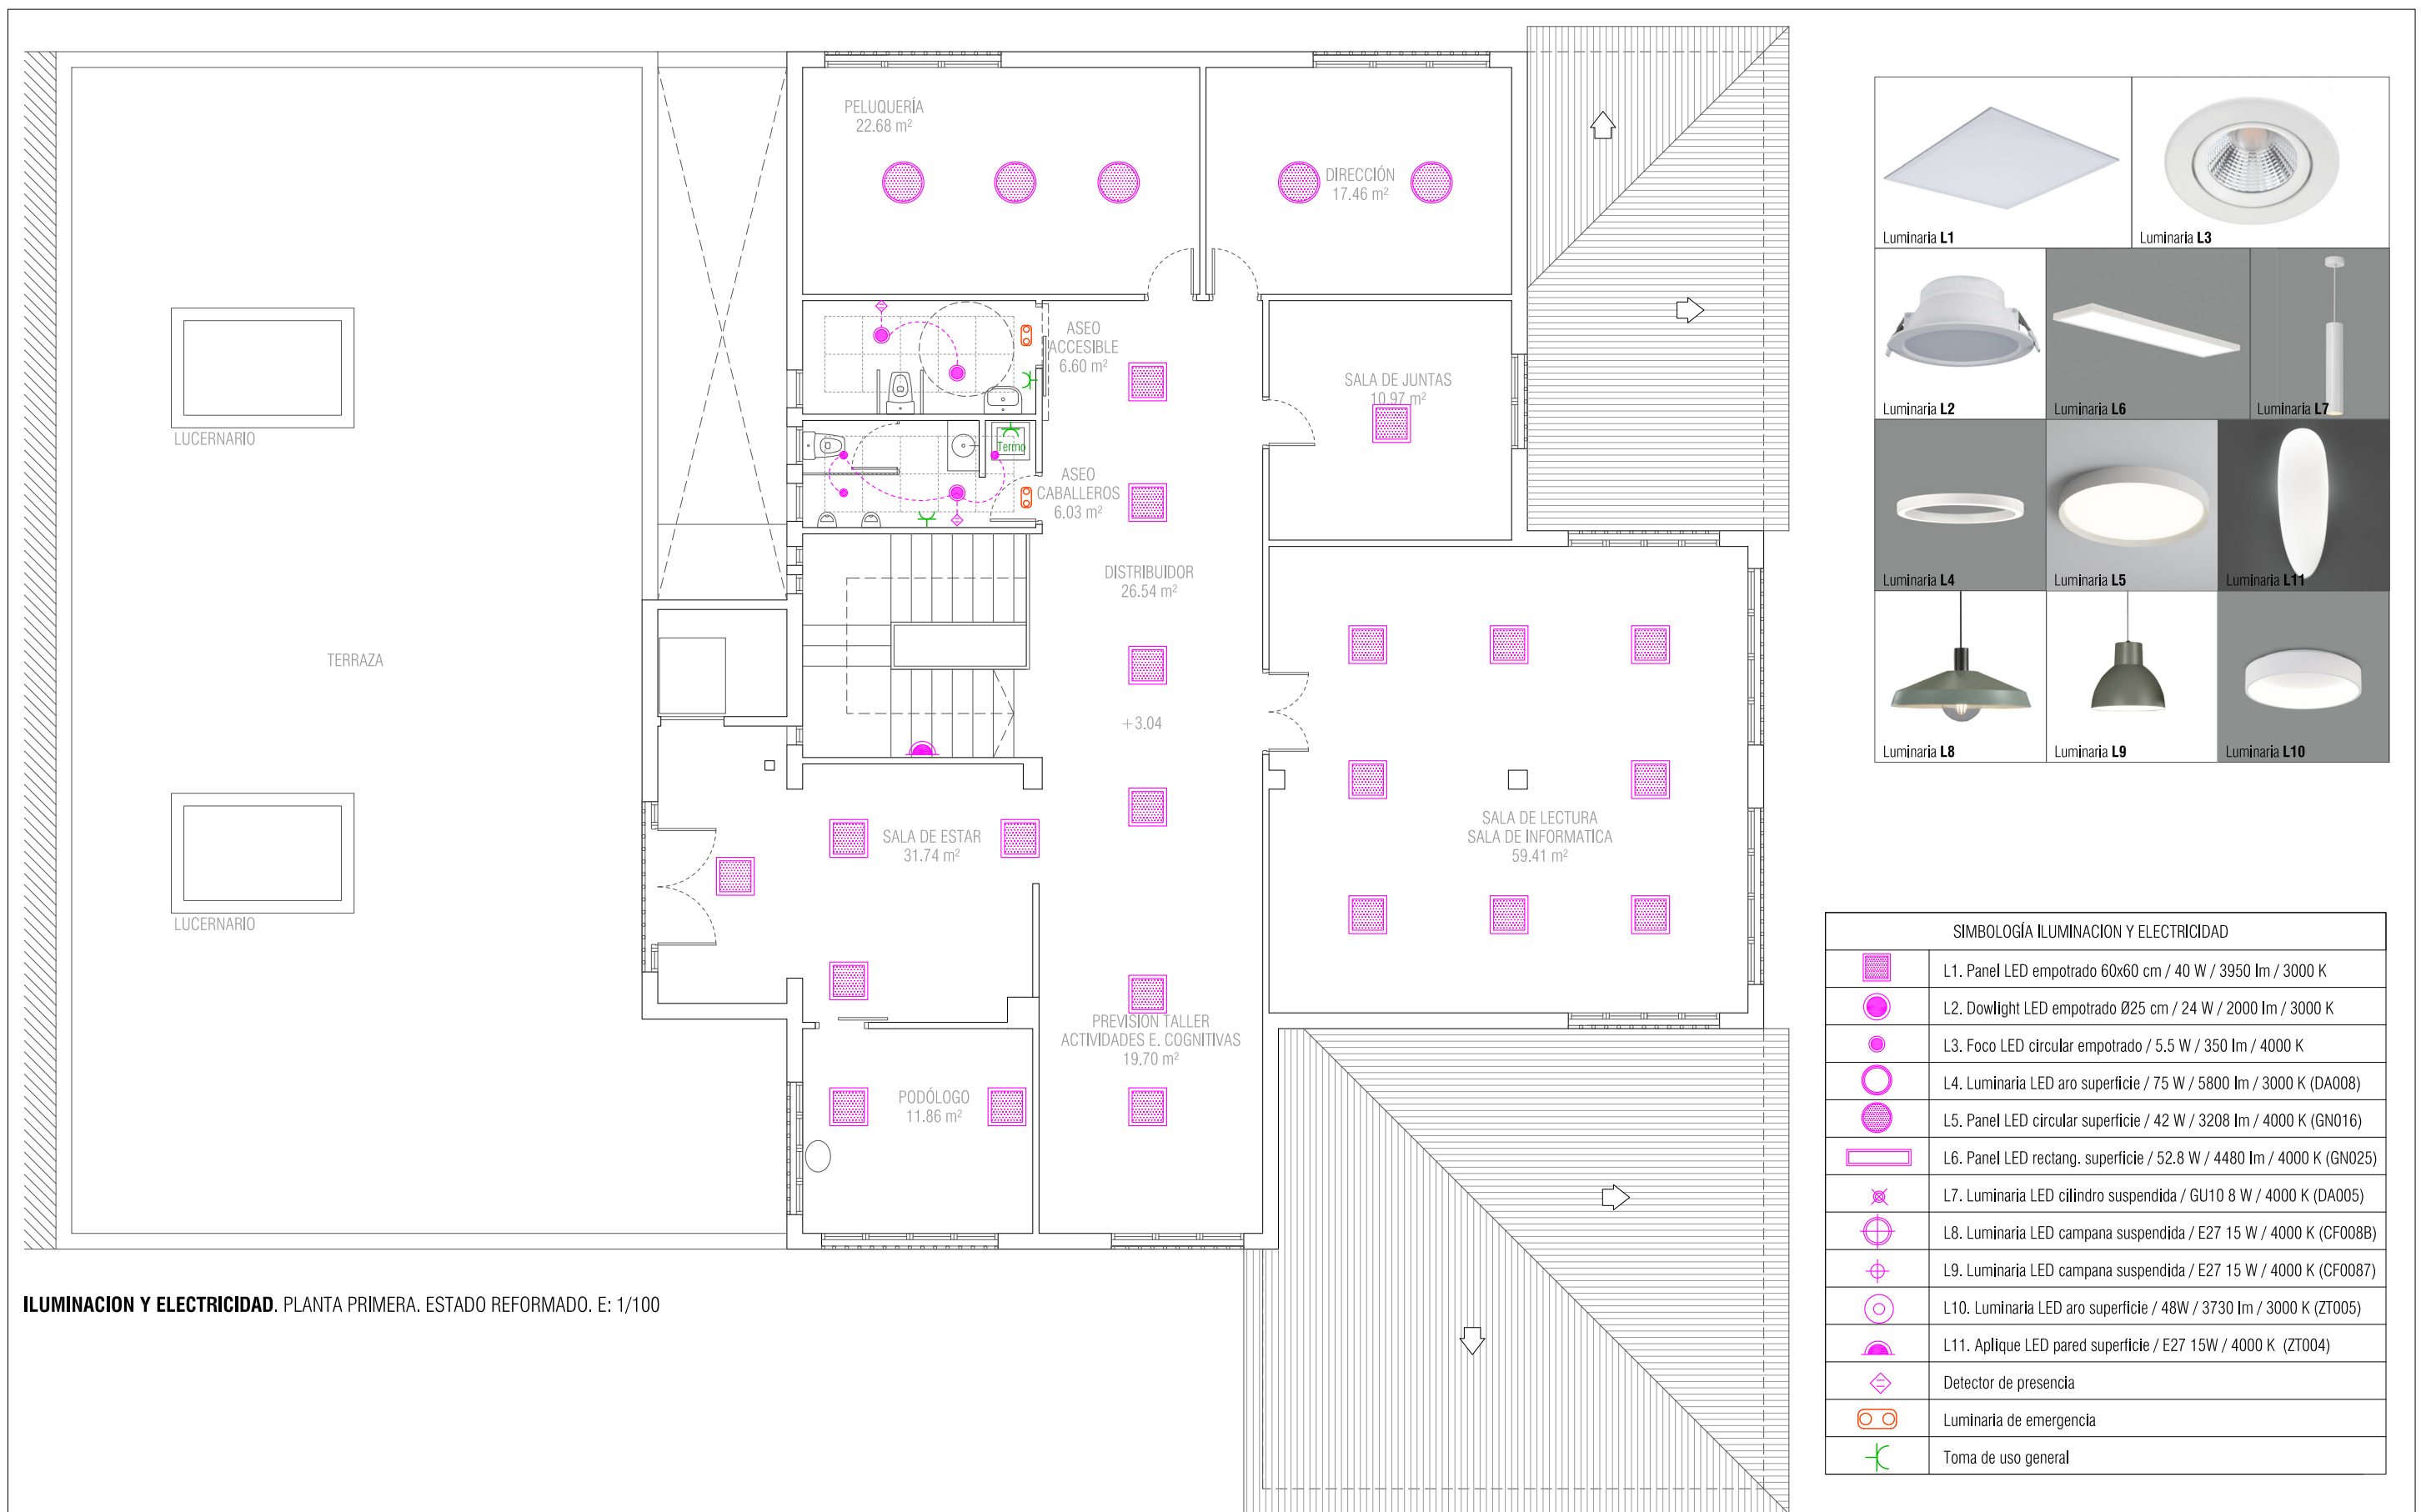 PELUQUERÍA
22.68 m²
DIRECCIÓN
17.46 m²
ASEO
ACCESIBLE
6.60 m²
SALA DE JUNTAS
10.97 m²
LUCERNARIO
Termo
ASEO
CABALLEROS
6.03 m²
DISTRIBUIDOR
26.54 m²
TERRAZA
+3.04
SALA DE ESTAR
31.74 m²
SALA DE LECTURA
SALA DE INFORMATICA
59.41 m²
LUCERNARIO
PREVISION TALLER
ACTIVIDADES E. COGNITIVAS
19.70 m²
PODÓLOGO
11.86 m²
ILUMINACION Y ELECTRICIDAD. PLANTA PRIMERA. ESTADO REFORMADO. E: 1/100
Luminaria L1
Luminaria L3
Luminaria L2
Luminaria L6
Luminaria L7
Luminaria L4
Luminaria L5
Luminaria L11
Luminaria L8
Luminaria L9
Luminaria L10
SIMBOLOGÍA ILUMINACION Y ELECTRICIDAD
L1. Panel LED empotrado 60x60 cm / 40 W / 3950 lm / 3000 K
L2. Dowlight LED empotrado Ø25 cm / 24 W / 2000 lm / 3000 K
L3. Foco LED circular empotrado / 5.5 W / 350 lm / 4000 K
L4. Luminaria LED aro superficie / 75 W / 5800 lm / 3000 K (DA008)
L5. Panel LED circular superficie / 42 W / 3208 lm / 4000 K (GN016)
L6. Panel LED rectang. superficie / 52.8 W / 4480 lm / 4000 K (GN025)
L7. Luminaria LED cilindro suspendida / GU10 8 W / 4000 K (DA005)
L8. Luminaria LED campana suspendida / E27 15 W / 4000 K (CF008B)
L9. Luminaria LED campana suspendida / E27 15 W / 4000 K (CF0087)
L10. Luminaria LED aro superficie / 48W / 3730 lm / 3000 K (ZT005)
L11. Aplique LED pared superficie / E27 15W / 4000 K (ZT004)
Detector de presencia
Luminaria de emergencia
Toma de uso general